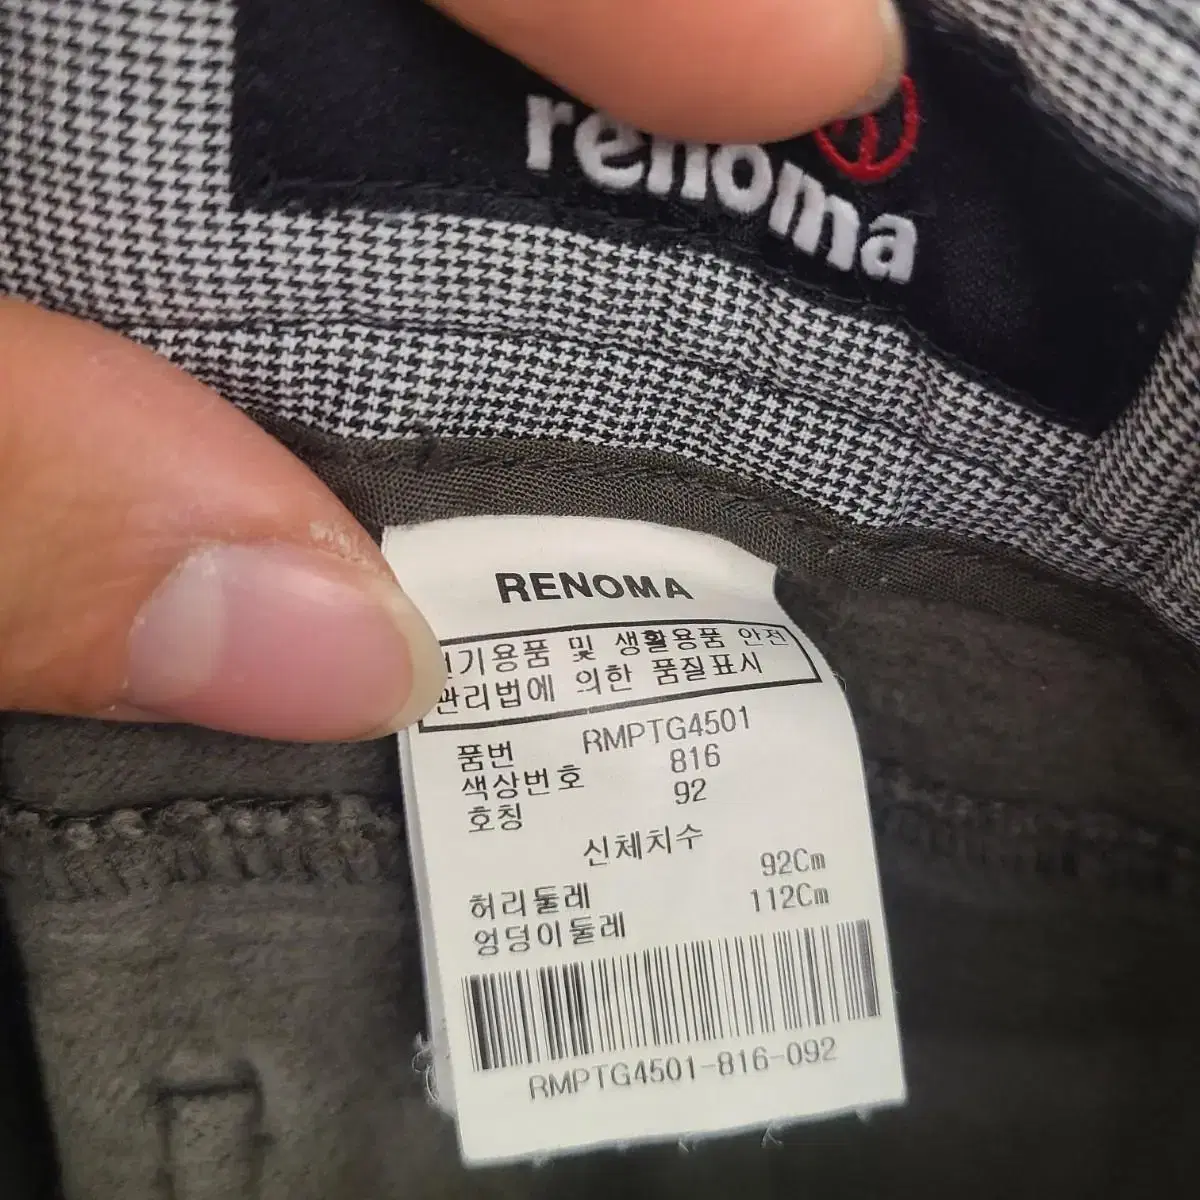 renoma
RENOMA
전기용품 및 생활용품 안전
관리법에 의한 품질표시
품번 RMPTG4501
색상번호 816
호칭 92
신체치수
허리둘레 92Cm
엉덩이둘레 112Cm
RMPTG4501-816-092